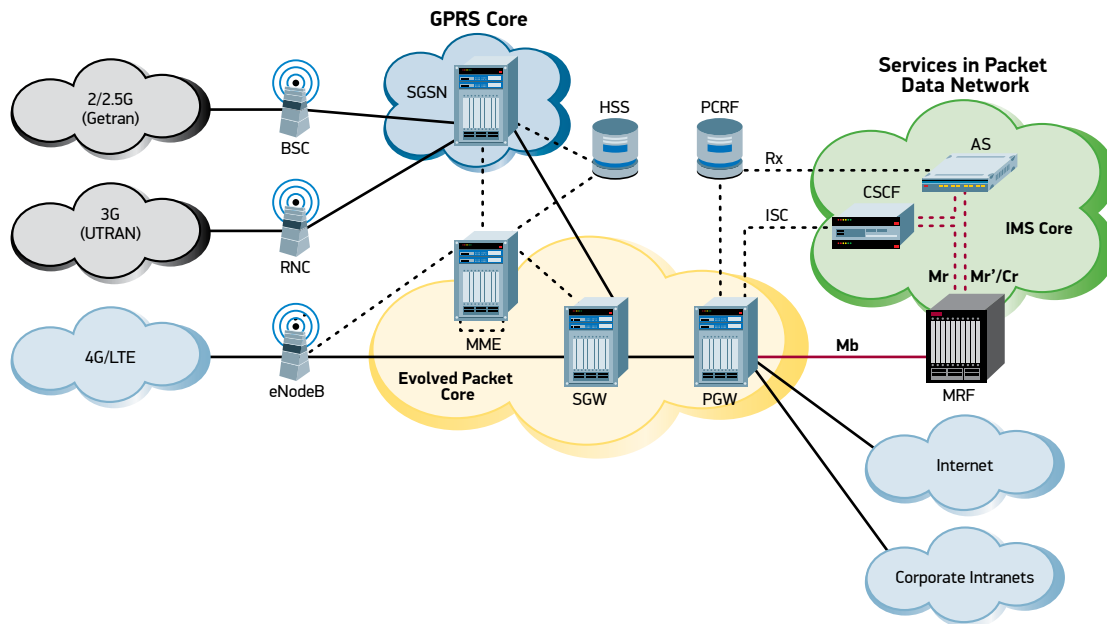 GPRS Core
Services in Packet
Data Network
2/2.5G
(Getran)
BSC
SGSN
HSS
PCRF
Rx
AS
CSCF
3G
(UTRAN)
RNC
ISC
IMS Core
Mr
Mr’/Cr
4G/LTE
eNodeB
MME
Evolved Packet
Core
SGW
PGW
Mb
MRF
Internet
Corporate Intranets